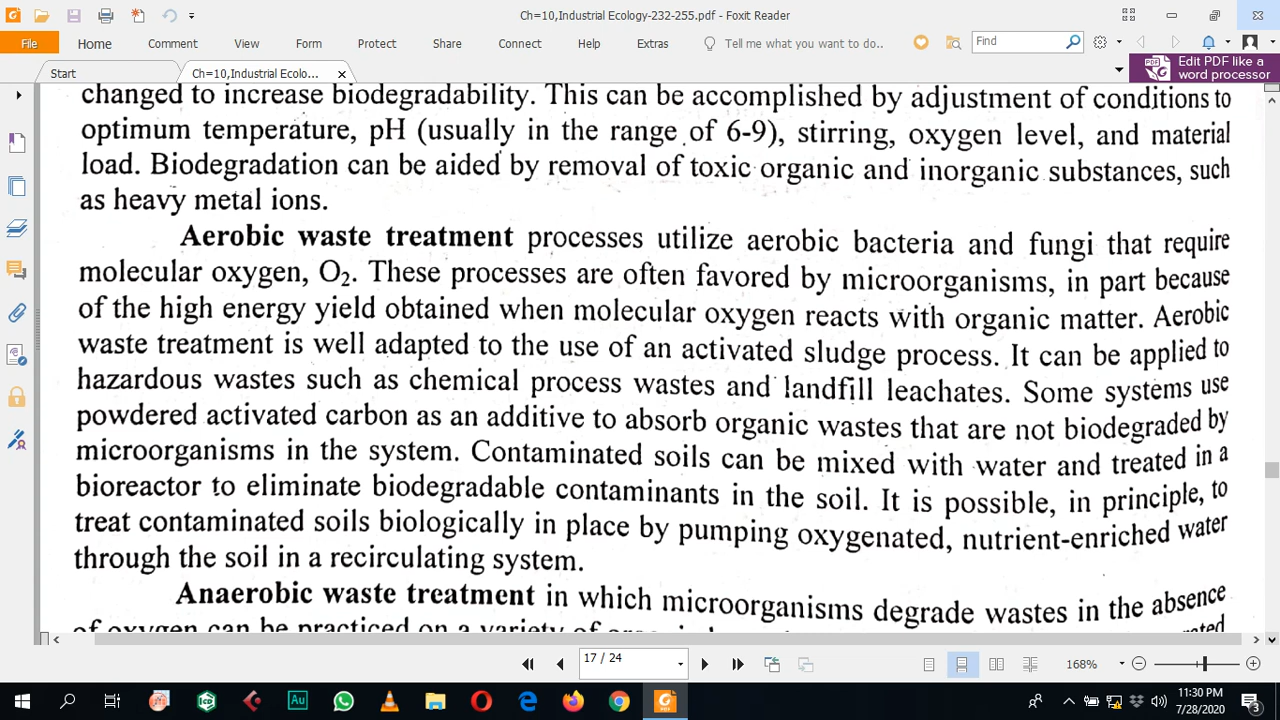 Ch=10,Industrial Ecology-232-255.pdf - Foxit Reader
File Home Comment View Form Protect Share Connect Help Extras Tell me what you want to do.. Find
Start Ch=10,Industrial Ecolo... Edit PDF like a
word processor
changed to increase biodegradability. This can be accomplished by adjustment of conditions to
optimum temperature, pH (usually in the range of 6-9), stirring, oxygen level, and material
load. Biodegradation can be aided by removal of toxic organic and inorganic substances, such
as heavy metal ions.
Aerobic waste treatment processes utilize aerobic bacteria and fungi that require
molecular oxygen, O₂. These processes are often favored by microorganisms, in part because
of the high energy yield obtained when molecular oxygen reacts with organic matter. Aerobic
waste treatment is well adapted to the use of an activated sludge process. It can be applied to
hazardous wastes such as chemical process wastes and landfill leachates. Some systems use
powdered activated carbon as an additive to absorb organic wastes that are not biodegraded by
microorganisms in the system. Contaminated soils can be mixed with water and treated in a
bioreactor to eliminate biodegradable contaminants in the soil. It is possible, in principle, to
treat contaminated soils biologically in place by pumping oxygenated, nutrient-enriched water
through the soil in a recirculating system.
Anaerobic waste treatment in which microorganisms degrade wastes in the absence
of oxygen can be practiced on a variety of
17 / 24 168%
Au 11:30 PM
7/28/2020 3